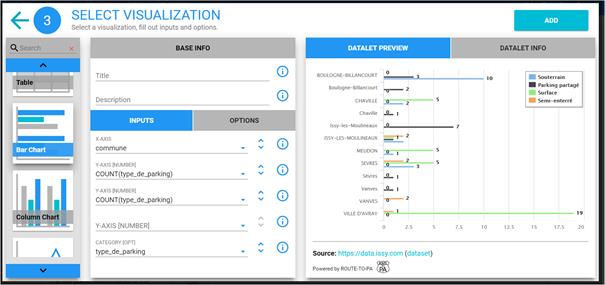 3
SELECT VISUALIZATION
Select a visualization, fill out inputs and options.
ADD
Search
×
Table
Bar Chart
Column Chart
BASE INFO
Title
Description
INPUTS
OPTIONS
X-AXIS
commune
Y-AXIS [NUMBER]
COUNT(type_de_parking)
Y-AXIS [NUMBER]
COUNT(type_de_parking)
Y-AXIS [NUMBER]
CATEGORY [OPT]
type_de_parking
DATALET PREVIEW
DATALET INFO
BOULOGNE-BILLANCOURT
Boulogne-Billancourt
CHAVILLE
Chaville
Issy-les-Moulineaux
ISSY-LES-MOULINEAUX
MEUDON
SEVRES
Sèvres
Vanves
VANVES
VILLE D'AVRAY
0 3 10
0 2
0 5
2
0 1
0 7
0 2
1
0 5
0 2 5
3
0 1
0 1
0 2
0 1 19
0 2.5 5 7.5 10 12.5 15 17.5 20
Souterrain
Parking partagé
Surface
Semi-enterré
Source: https://data.issy.com (dataset)
Powered by ROUTE-TO-PA
PA